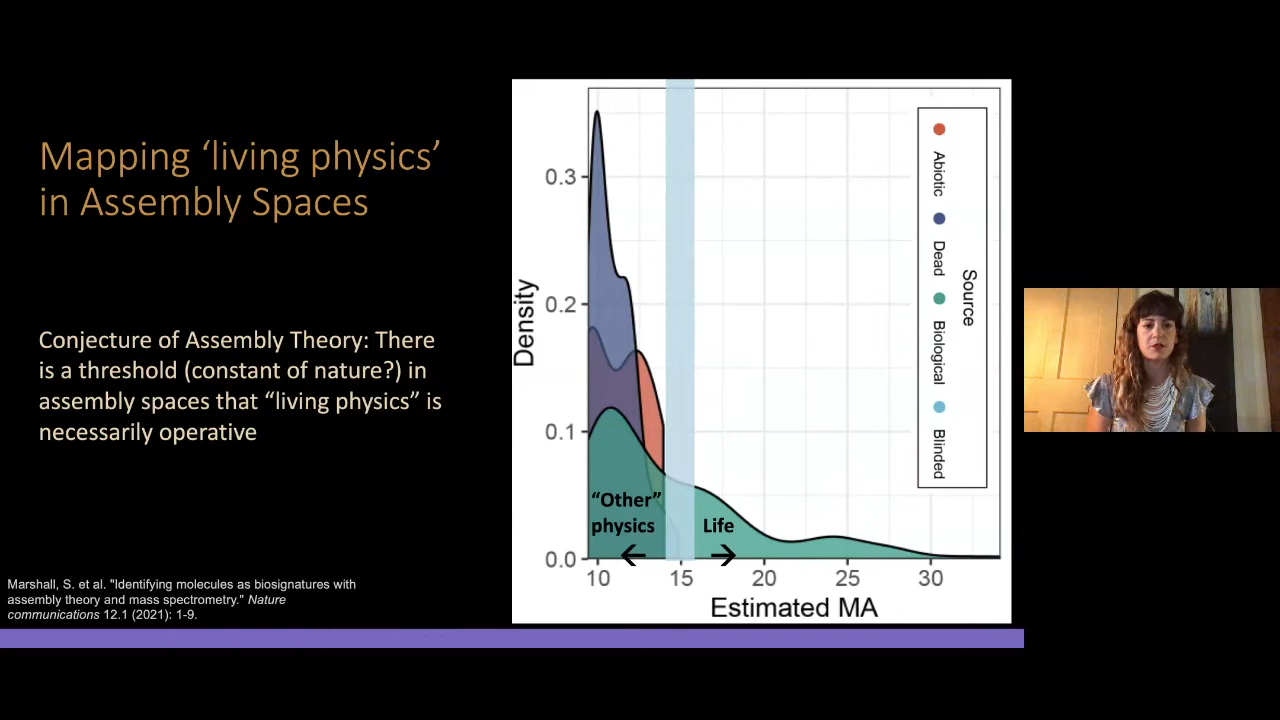 Mapping ‘living physics’
in Assembly Spaces
Conjecture of Assembly Theory: There
is a threshold (constant of nature?) in
assembly spaces that “living physics” is
necessarily operative
Marshall, S. et al. "Identifying molecules as biosignatures with
assembly theory and mass spectrometry." Nature
communications 12.1 (2021): 1-9.
Density
0.3
0.2
0.1
0.0
10 15 20 25 30
Estimated MA
“Other”
physics
Life
Source
Abiotic
Dead
Biological
Blinded